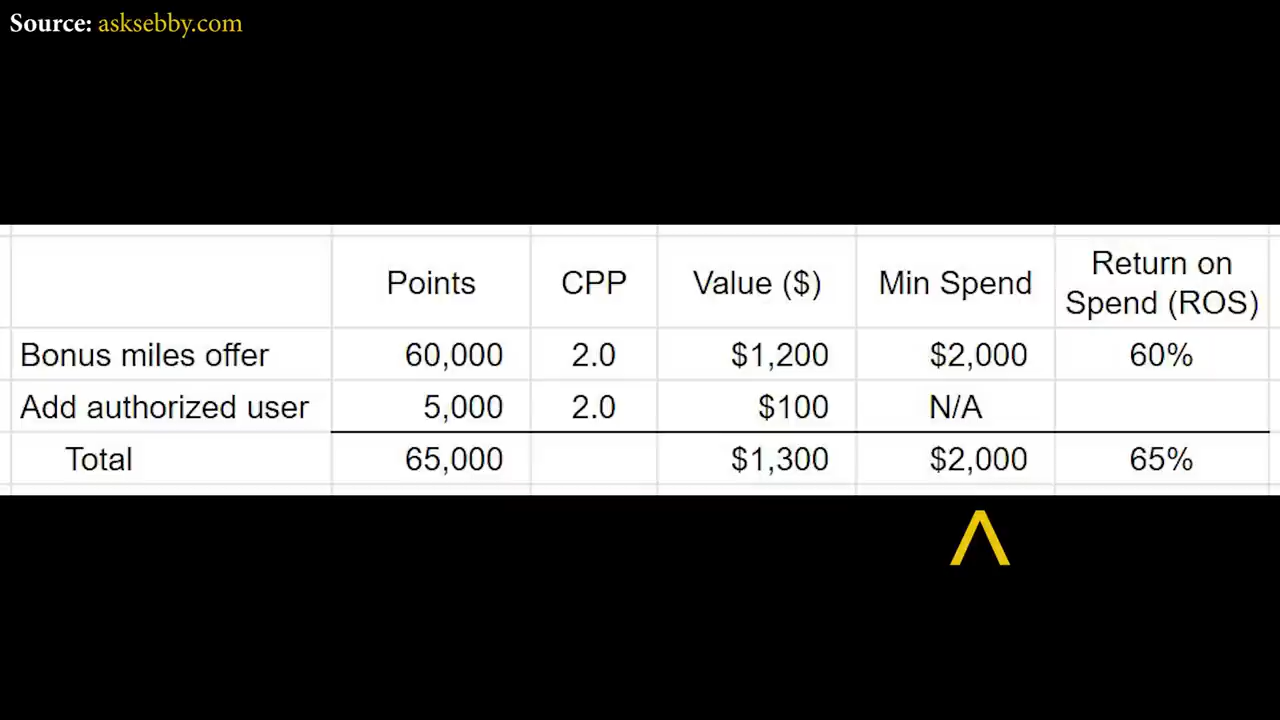 Source: asksebby.com
Points CPP Value ($) Min Spend Return on Spend (ROS)
Bonus miles offer 60,000 2.0 $1,200 $2,000 60%
Add authorized user 5,000 2.0 $100 N/A
Total 65,000 $1,300 $2,000 65%